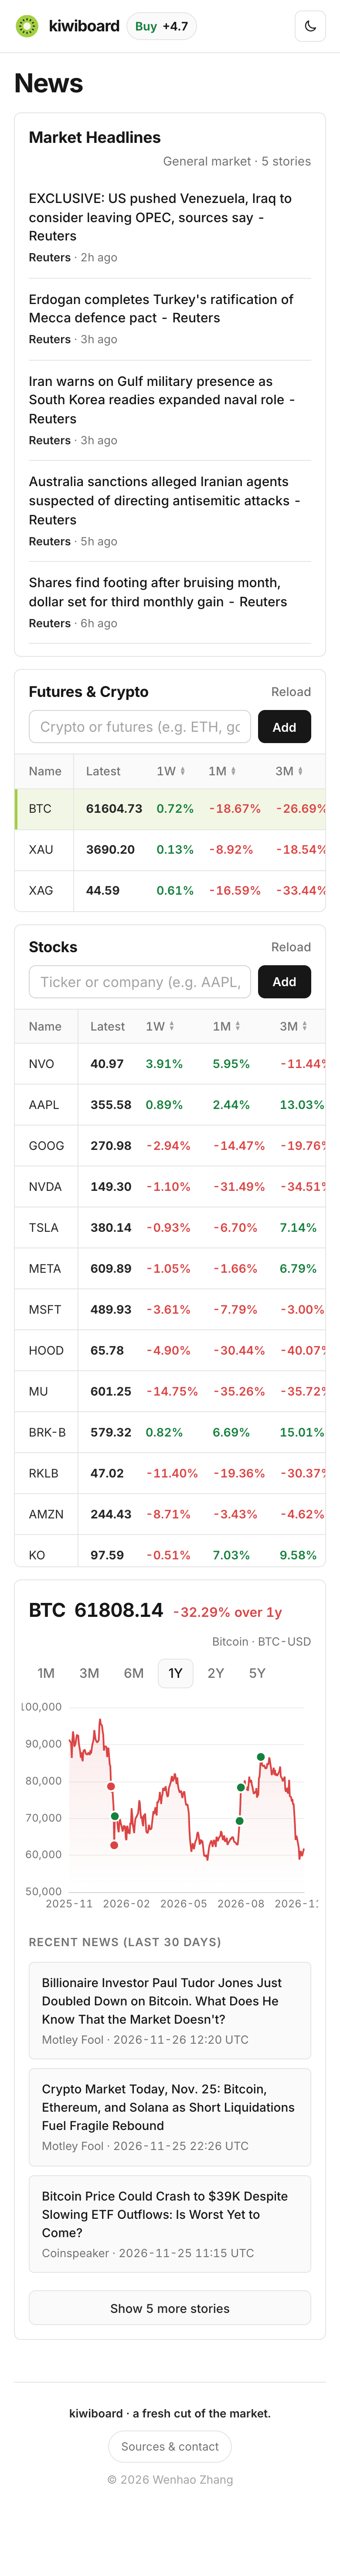 kiwiboard Buy +4.7
News
Market Headlines
General market · 5 stories
EXCLUSIVE: US pushed Venezuela, Iraq to
consider leaving OPEC, sources say -
Reuters
Reuters · 2h ago
Erdogan completes Turkey's ratification of
Mecca defence pact - Reuters
Reuters · 3h ago
Iran warns on Gulf military presence as
South Korea readies expanded naval role -
Reuters
Reuters · 3h ago
Australia sanctions alleged Iranian agents
suspected of directing antisemitic attacks -
Reuters
Reuters · 5h ago
Shares find footing after bruising month,
dollar set for third monthly gain - Reuters
Reuters · 6h ago
Futures & Crypto Reload
Crypto or futures (e.g. ETH, gc Add
Name Latest 1W 1M 3M
BTC 61604.73 0.72% -18.67% -26.69%
XAU 3690.20 0.13% -8.92% -18.54%
XAG 44.59 0.61% -16.59% -33.44%
Stocks Reload
Ticker or company (e.g. AAPL, Add
Name Latest 1W 1M 3M
NVO 40.97 3.91% 5.95% -11.44%
AAPL 355.58 0.89% 2.44% 13.03%
GOOG 270.98 -2.94% -14.47% -19.76%
NVDA 149.30 -1.10% -31.49% -34.51%
TSLA 380.14 -0.93% -6.70% 7.14%
META 609.89 -1.05% -1.66% 6.79%
MSFT 489.93 -3.61% -7.79% -3.00%
HOOD 65.78 -4.90% -30.44% -40.07%
MU 601.25 -14.75% -35.26% -35.72%
BRK-B 579.32 0.82% 6.69% 15.01%
RKLB 47.02 -11.40% -19.36% -30.37%
AMZN 244.43 -8.71% -3.43% -4.62%
KO 97.59 -0.51% 7.03% 9.58%
BTC 61808.14 -32.29% over 1y
Bitcoin · BTC-USD
1M 3M 6M 1Y 2Y 5Y
100,000
90,000
80,000
70,000
60,000
50,000
2025-11 2026-02 2026-05 2026-08 2026-11
RECENT NEWS (LAST 30 DAYS)
Billionaire Investor Paul Tudor Jones Just
Doubled Down on Bitcoin. What Does He
Know That the Market Doesn't?
Motley Fool · 2026-11-26 12:20 UTC
Crypto Market Today, Nov. 25: Bitcoin,
Ethereum, and Solana as Short Liquidations
Fuel Fragile Rebound
Motley Fool · 2026-11-25 22:26 UTC
Bitcoin Price Could Crash to $39K Despite
Slowing ETF Outflows: Is Worst Yet to
Come?
Coinspeaker · 2026-11-25 11:15 UTC
Show 5 more stories
kiwiboard · a fresh cut of the market.
Sources & contact
© 2026 Wenhao Zhang